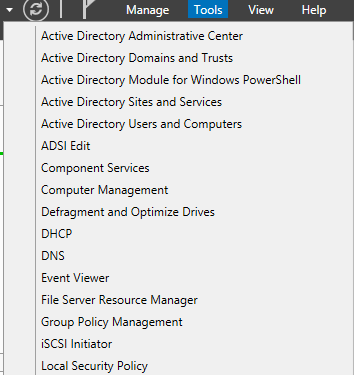 Manage Tools View Help
Active Directory Administrative Center
Active Directory Domains and Trusts
Active Directory Module for Windows PowerShell
Active Directory Sites and Services
Active Directory Users and Computers
ADSI Edit
Component Services
Computer Management
Defragment and Optimize Drives
DHCP
DNS
Event Viewer
File Server Resource Manager
Group Policy Management
iSCSI Initiator
Local Security Policy